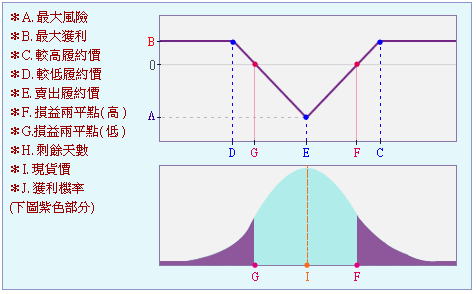 ＊A.最大風險
＊B.最大獲利
＊C.較高履約價
＊D.較低履約價
＊E.賣出履約價
＊F.損益兩平點(高)
＊G.損益兩平點(低)
＊H.剩餘天數
＊I.現貨價
＊J.獲利機率
(下圖紫色部分)
B
0
A
D G E F C
G I F